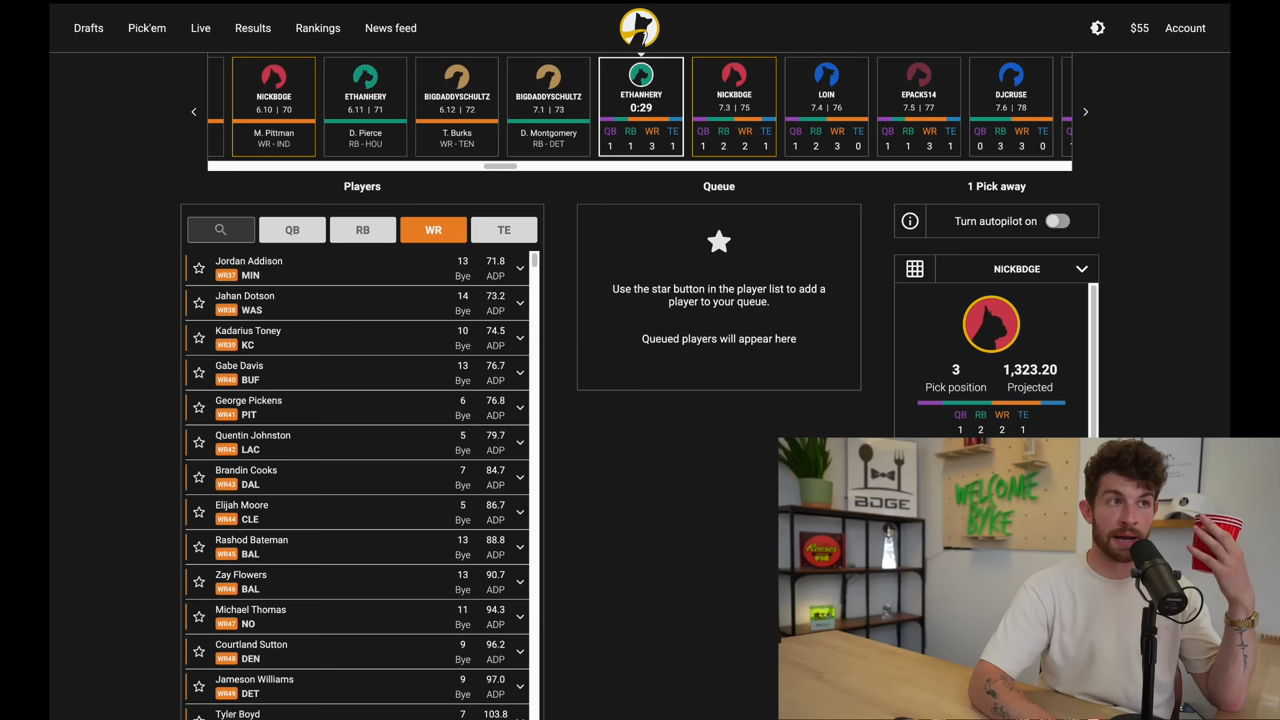 Drafts Pick'em Live Results Rankings News feed $55 Account
NICKBDGE ETHANHERY BIGDADDYSCHULTZ BIGDADDYSCHULTZ ETHANHERY NICKBDGE LOIN EPACK514 DJCRUSE
6.10 | 70 6.11 | 71 6.12 | 72 7.1 | 73 0:29 7.3 | 75 7.4 | 76 7.5 | 77 7.6 | 78
M. Pittman D. Pierce T. Burks D. Montgomery QB RB WR TE QB RB WR TE QB RB WR TE QB RB WR TE QB RB WR TE
WR - IND RB - HOU WR - TEN RB - DET 1 1 3 1 1 2 2 1 1 2 3 0 1 1 3 1 0 3 3 0
Players Queue 1 Pick away
QB RB WR TE
Turn autopilot on
Use the star button in the player list to add a
player to your queue.
Queued players will appear here
NICKBDGE
3 1,323.20
Pick position Projected
QB RB WR TE
1 2 2 1
Jordan Addison 13 71.8
WR37 MIN Bye ADP
Jahan Dotson 14 73.2
WR38 WAS Bye ADP
Kadarius Toney 10 74.5
WR39 KC Bye ADP
Gabe Davis 13 76.7
WR40 BUF Bye ADP
George Pickens 6 76.8
WR41 PIT Bye ADP
Quentin Johnston 5 79.7
WR42 LAC Bye ADP
Brandin Cooks 7 84.7
WR43 DAL Bye ADP
Elijah Moore 5 86.7
WR44 CLE Bye ADP
Rashod Bateman 13 88.8
WR45 BAL Bye ADP
Zay Flowers 13 90.7
WR46 BAL Bye ADP
Michael Thomas 11 94.3
WR47 NO Bye ADP
Courtland Sutton 9 96.2
WR48 DEN Bye ADP
Jameson Williams 9 97.0
WR49 DET Bye ADP
Tyler Boyd 7 103.8
BDGE
WELCOME
BYKE
REESE'S